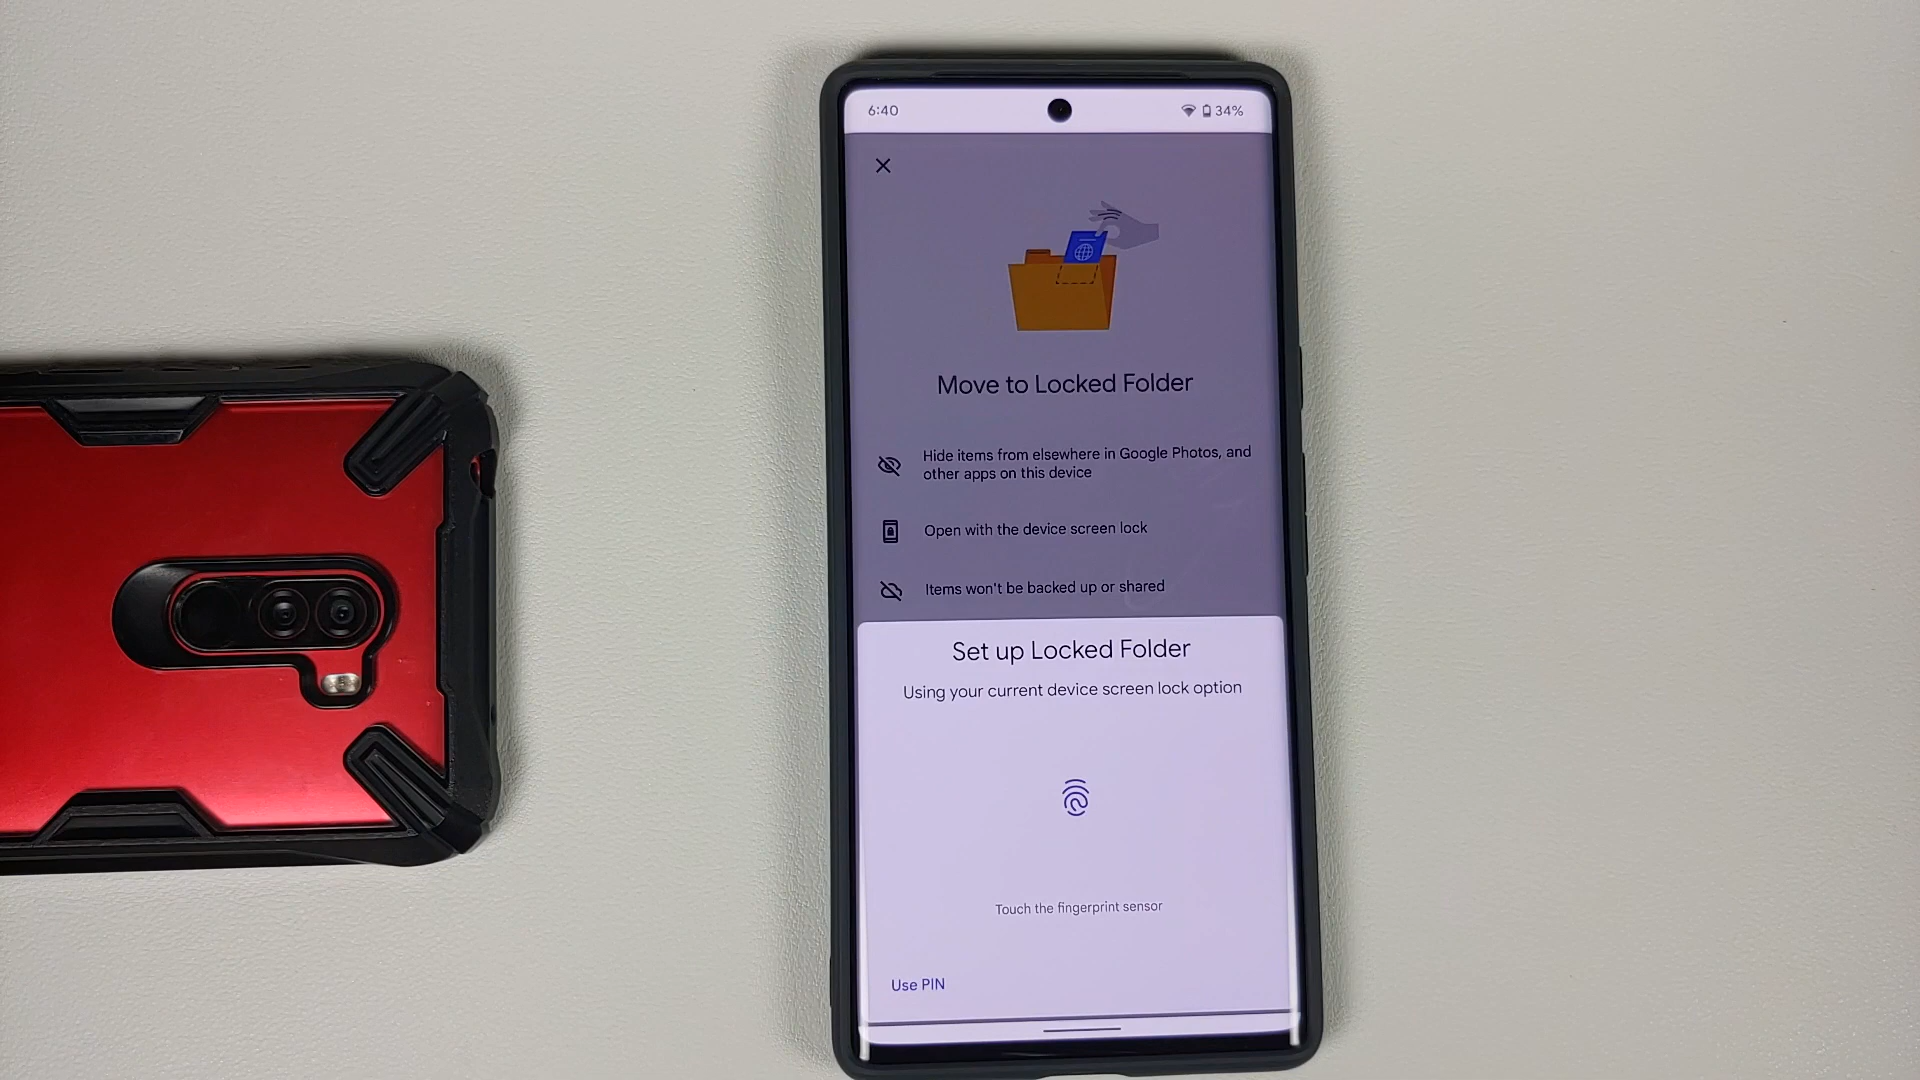 6:40
34%
Move to Locked Folder
Hide items from elsewhere in Google Photos, and
other apps on this device
Open with the device screen lock
Items won't be backed up or shared
Set up Locked Folder
Using your current device screen lock option
Touch the fingerprint sensor
Use PIN